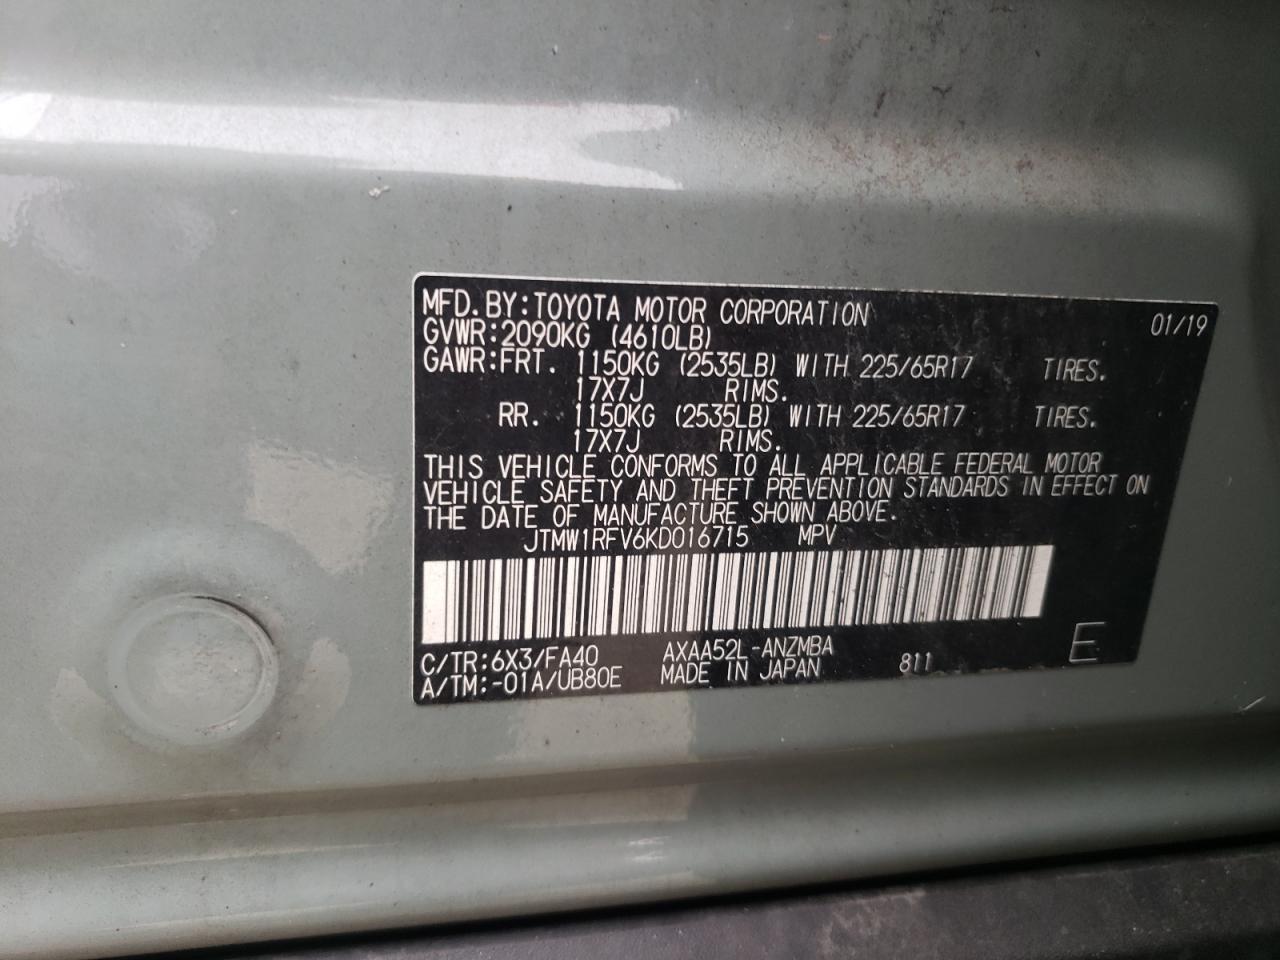 MFD. BY: TOYOTA MOTOR CORPORATION 01/19
GVWR: 2090KG (4610LB)
GAWR: FRT. 1150KG (2535LB) WITH 225/65R17 TIRES.
17X7J RIMS.
RR. 1150KG (2535LB) WITH 225/65R17 TIRES.
17X7J RIMS.
THIS VEHICLE CONFORMS TO ALL APPLICABLE FEDERAL MOTOR
VEHICLE SAFETY AND THEFT PREVENTION STANDARDS IN EFFECT ON
THE DATE OF MANUFACTURE SHOWN ABOVE.
JTMW1RFV6KD016715 MPV
C/TR: 6X3/FA40 AXAA52L-ANZMBA
A/TM: -01A/UB80E MADE IN JAPAN 811 E